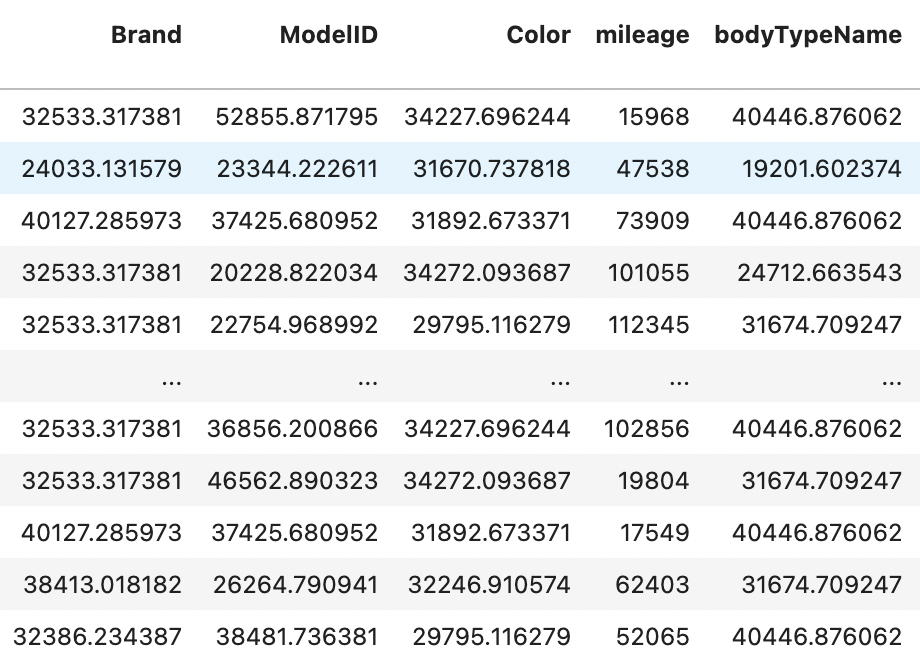 Brand ModelID Color mileage bodyTypeName
32533.317381 52855.871795 34227.696244 15968 40446.876062
24033.131579 23344.222611 31670.737818 47538 19201.602374
40127.285973 37425.680952 31892.673371 73909 40446.876062
32533.317381 20228.822034 34272.093687 101055 24712.663543
32533.317381 22754.968992 29795.116279 112345 31674.709247
... ... ... ... ...
32533.317381 36856.200866 34227.696244 102856 40446.876062
32533.317381 46562.890323 34272.093687 19804 31674.709247
40127.285973 37425.680952 31892.673371 17549 40446.876062
38413.018182 26264.790941 32246.910574 62403 31674.709247
32386.234387 38481.736381 29795.116279 52065 40446.876062